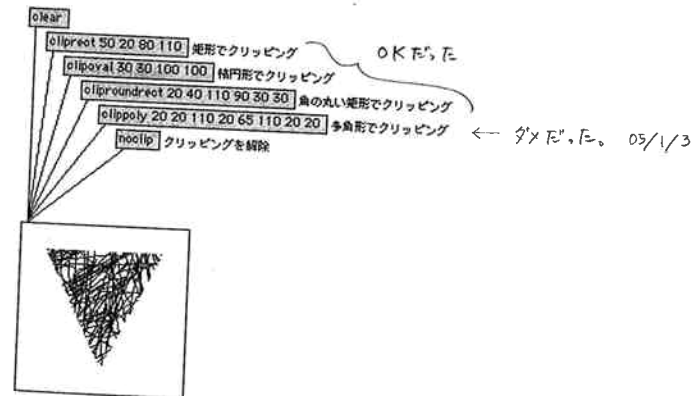 clear
cliprect 50 20 80 110 矩形でクリッピング
OKだった
clipoval 30 30 100 100 楕円形でクリッピング
cliproundrect 20 40 110 90 30 30 角の丸い矩形でクリッピング
clippoly 20 20 110 20 65 110 20 20 多角形でクリッピング
← ダメだった。 05/1/3
noclip クリッピングを解除